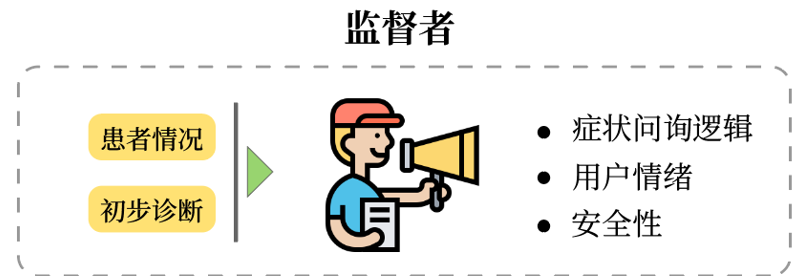 监督者
患者情况
初步诊断
● 症状问询逻辑
● 用户情绪
● 安全性